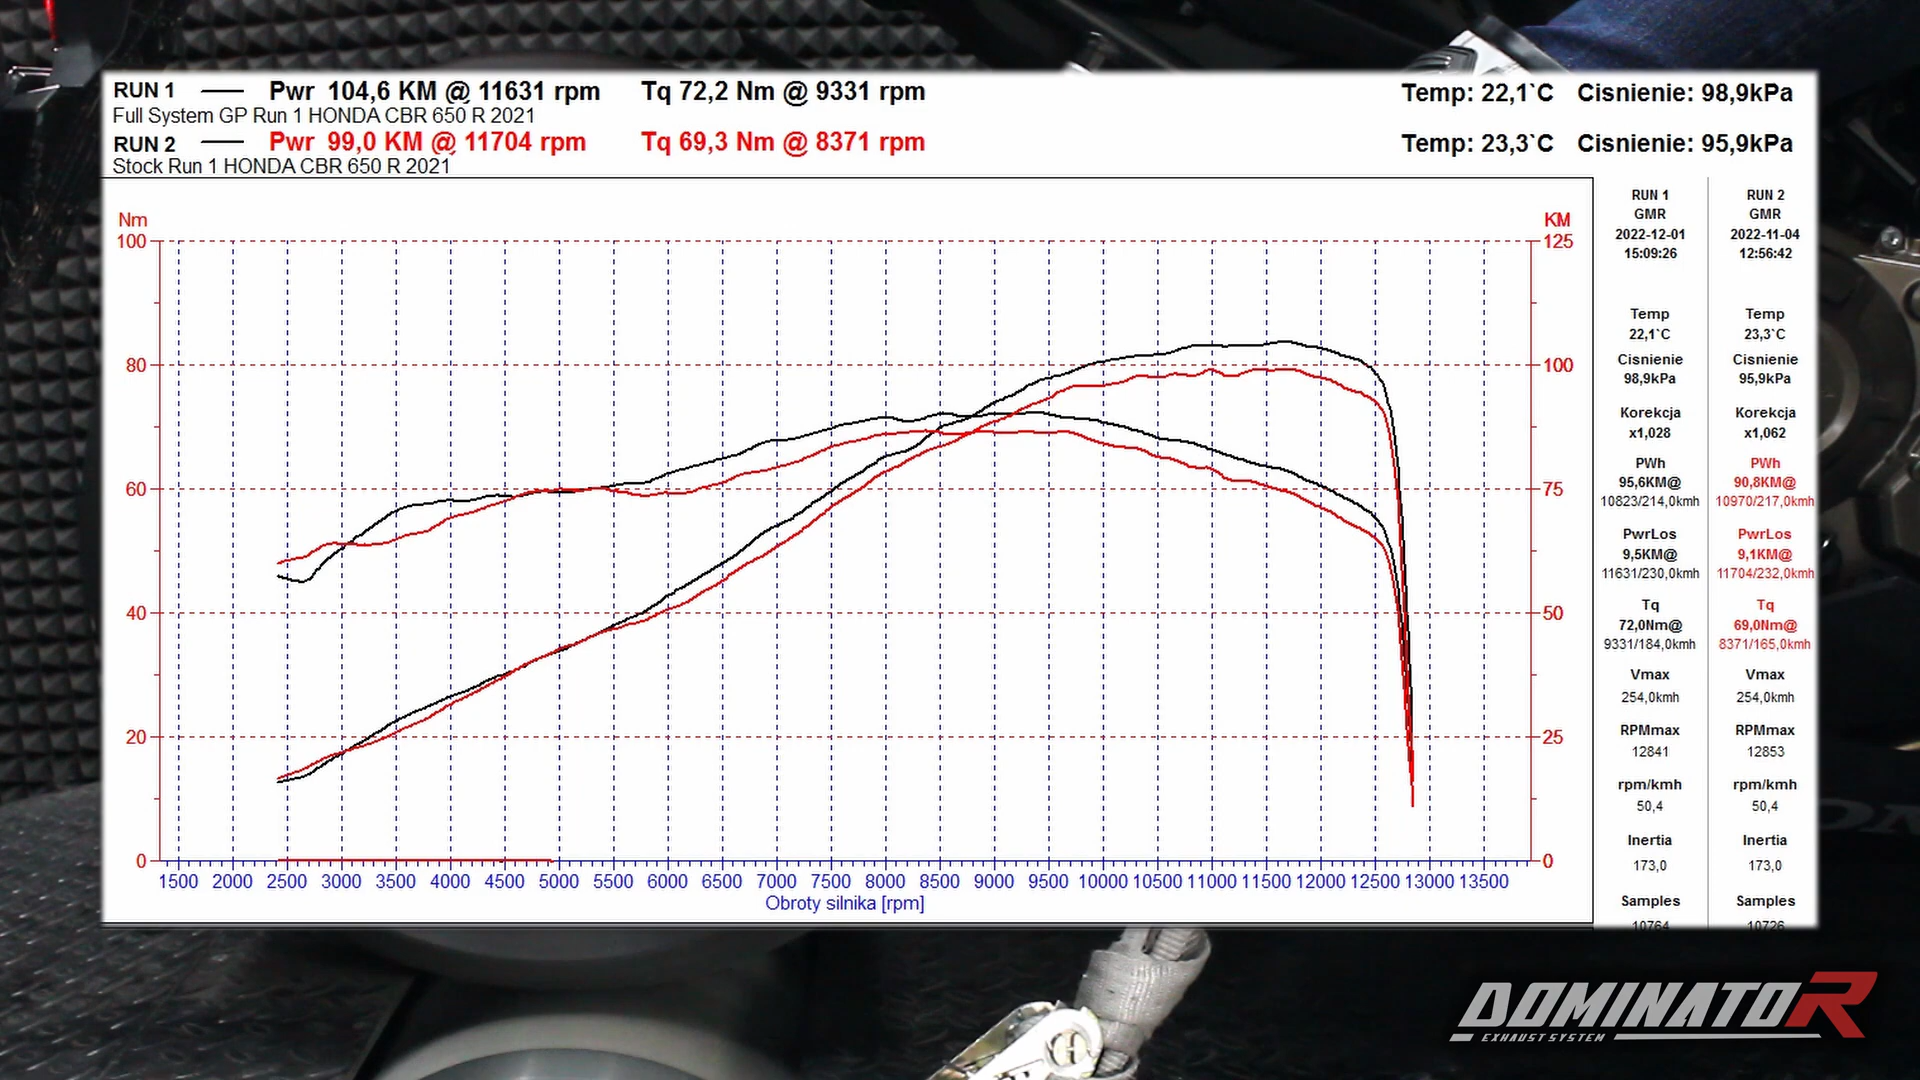 RUN 1 Pwr 104,6 KM @ 11631 rpm Tq 72,2 Nm @ 9331 rpm Temp: 22,1`C Cisnienie: 98,9kPa
Full System GP Run 1 HONDA CBR 650 R 2021
RUN 2 Pwr 99,0 KM @ 11704 rpm Tq 69,3 Nm @ 8371 rpm Temp: 23,3`C Cisnienie: 95,9kPa
Stock Run 1 HONDA CBR 650 R 2021
Nm
100
80
60
40
20
0
KM
125
100
75
50
25
0
1500 2000 2500 3000 3500 4000 4500 5000 5500 6000 6500 7000 7500 8000 8500 9000 9500 10000 10500 11000 11500 12000 12500 13000 13500
Obroty silnika [rpm]
RUN 1
GMR
2022-12-01
15:09:26
Temp
22,1`C
Cisnienie
98,9kPa
Korekcja
x1,028
PWh
95,6KM@
10823/214,0kmh
PwrLos
9,5KM@
11631/230,0kmh
Tq
72,0Nm@
9331/184,0kmh
Vmax
254,0kmh
RPMmax
12841
rpm/kmh
50,4
Inertia
173,0
Samples
10764
RUN 2
GMR
2022-11-04
12:56:42
Temp
23,3`C
Cisnienie
95,9kPa
Korekcja
x1,062
PWh
90,8KM@
10970/217,0kmh
PwrLos
9,1KM@
11704/232,0kmh
Tq
69,0Nm@
8371/165,0kmh
Vmax
254,0kmh
RPMmax
12853
rpm/kmh
50,4
Inertia
173,0
Samples
10726
DOMINATOR
EXHAUST SYSTEM